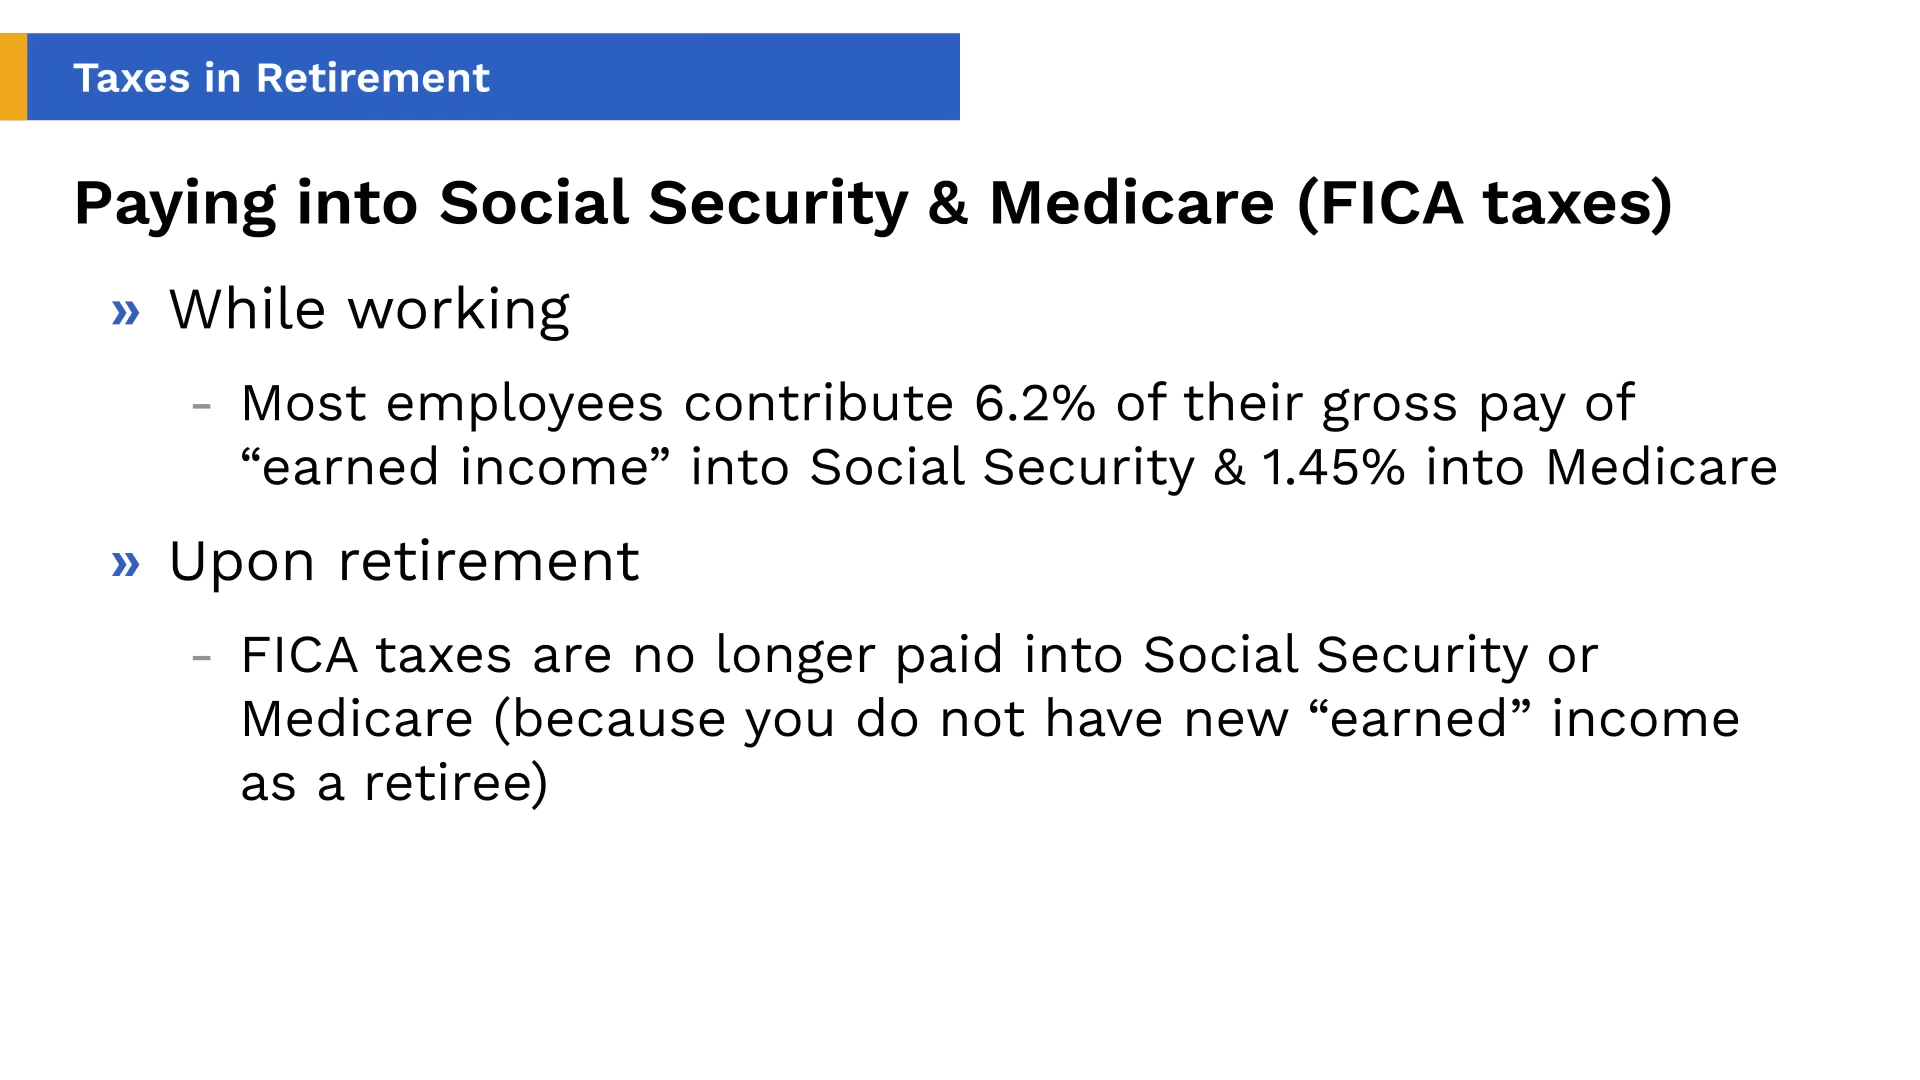 Taxes in Retirement
Paying into Social Security & Medicare (FICA taxes)
» While working
- Most employees contribute 6.2% of their gross pay of
“earned income” into Social Security & 1.45% into Medicare
» Upon retirement
- FICA taxes are no longer paid into Social Security or
Medicare (because you do not have new “earned” income
as a retiree)